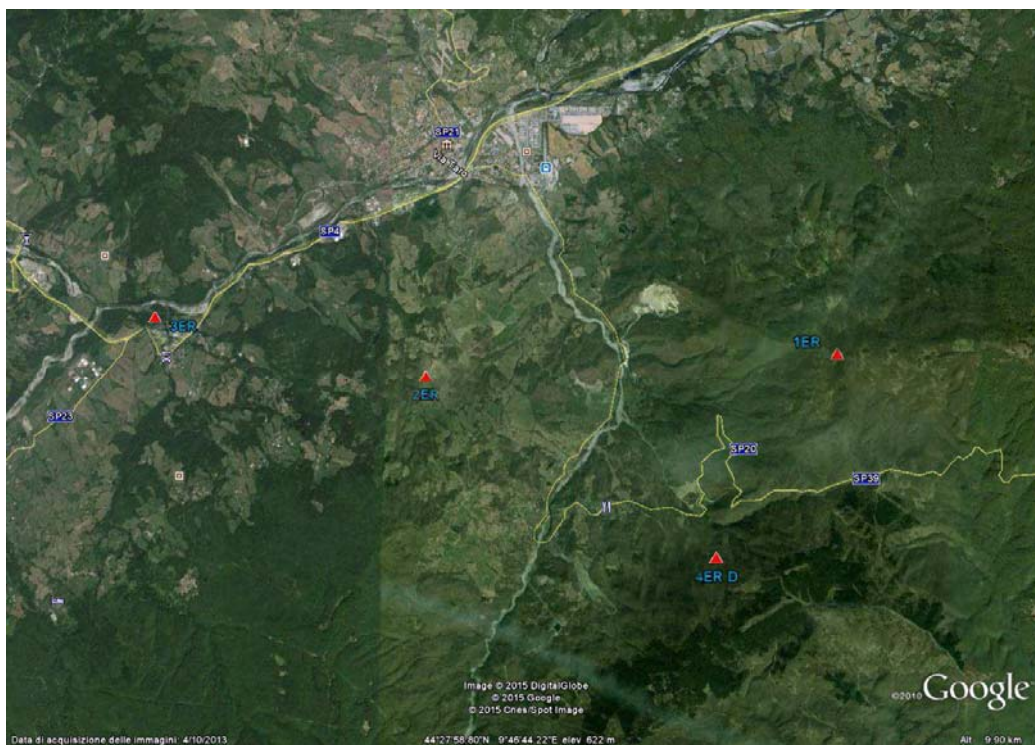 SP21
Via Taro
SP4
3ER
1ER
2ER
SP23
SP20
SP39
4ER D
Image © 2015 DigitalGlobe
© 2015 Google
© 2015 Cnes/Spot Image
©2010 Google
Data di acquisizione delle immagini: 4/10/2013
44°27'58.80"N 9°46'44.22"E elev 622 m
Alt 9.90 km